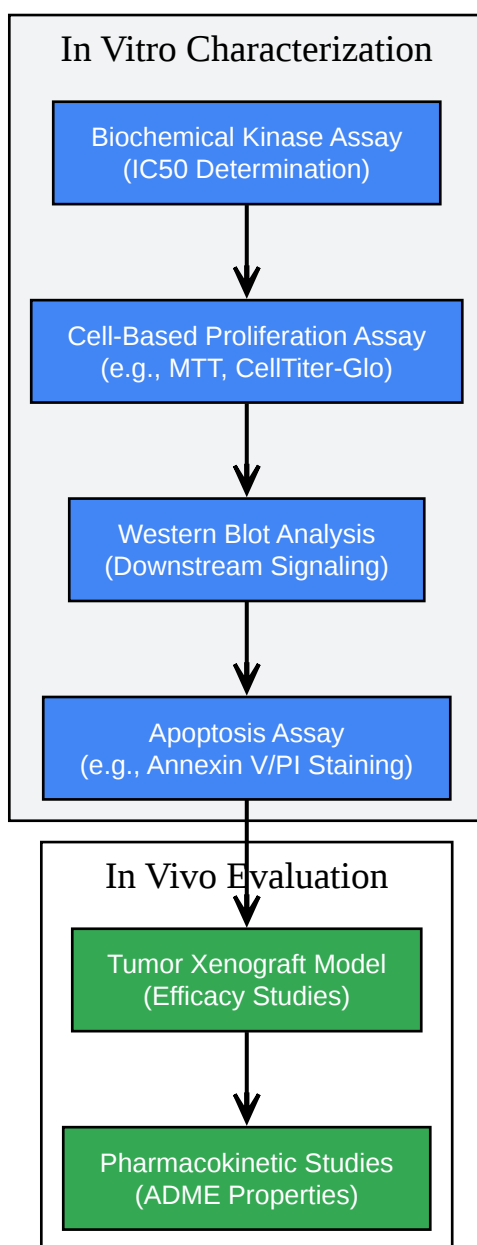 In Vitro Characterization
Biochemical Kinase Assay
(IC50 Determination)
Cell-Based Proliferation Assay
(e.g., MTT, CellTiter-Glo)
Western Blot Analysis
(Downstream Signaling)
Apoptosis Assay
(e.g., Annexin V/PI Staining)
In Vivo Evaluation
Tumor Xenograft Model
(Efficacy Studies)
Pharmacokinetic Studies
(ADME Properties)